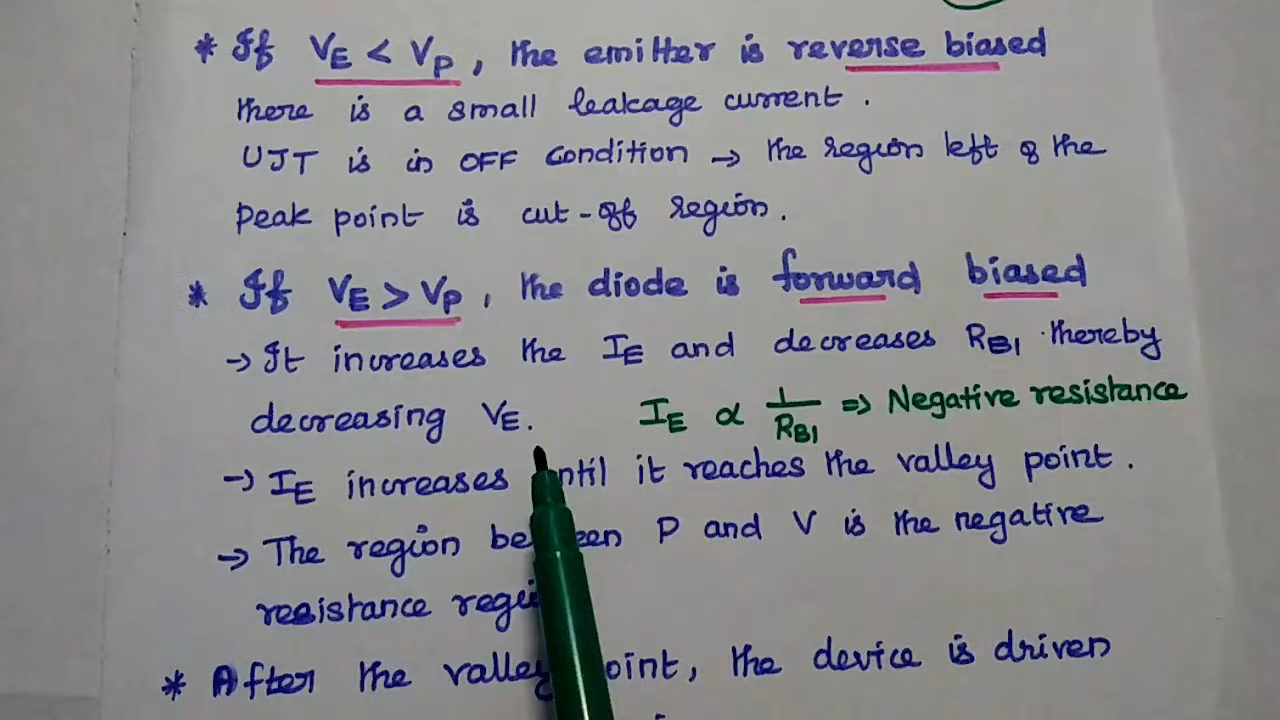 * If VE < VP, the emitter is reverse biased
there is a small leakage current.
UJT is in OFF condition → the region left of the
peak point is cut-off region.
* If VE > VP, the diode is forward biased
→ It increases the IE and decreases RB1 thereby
decreasing VE. IE ∝ 1/RB1 ⇒ Negative resistance
→ IE increases until it reaches the valley point.
→ The region between P and V is the negative
resistance region
* After the valley point, the device is driven